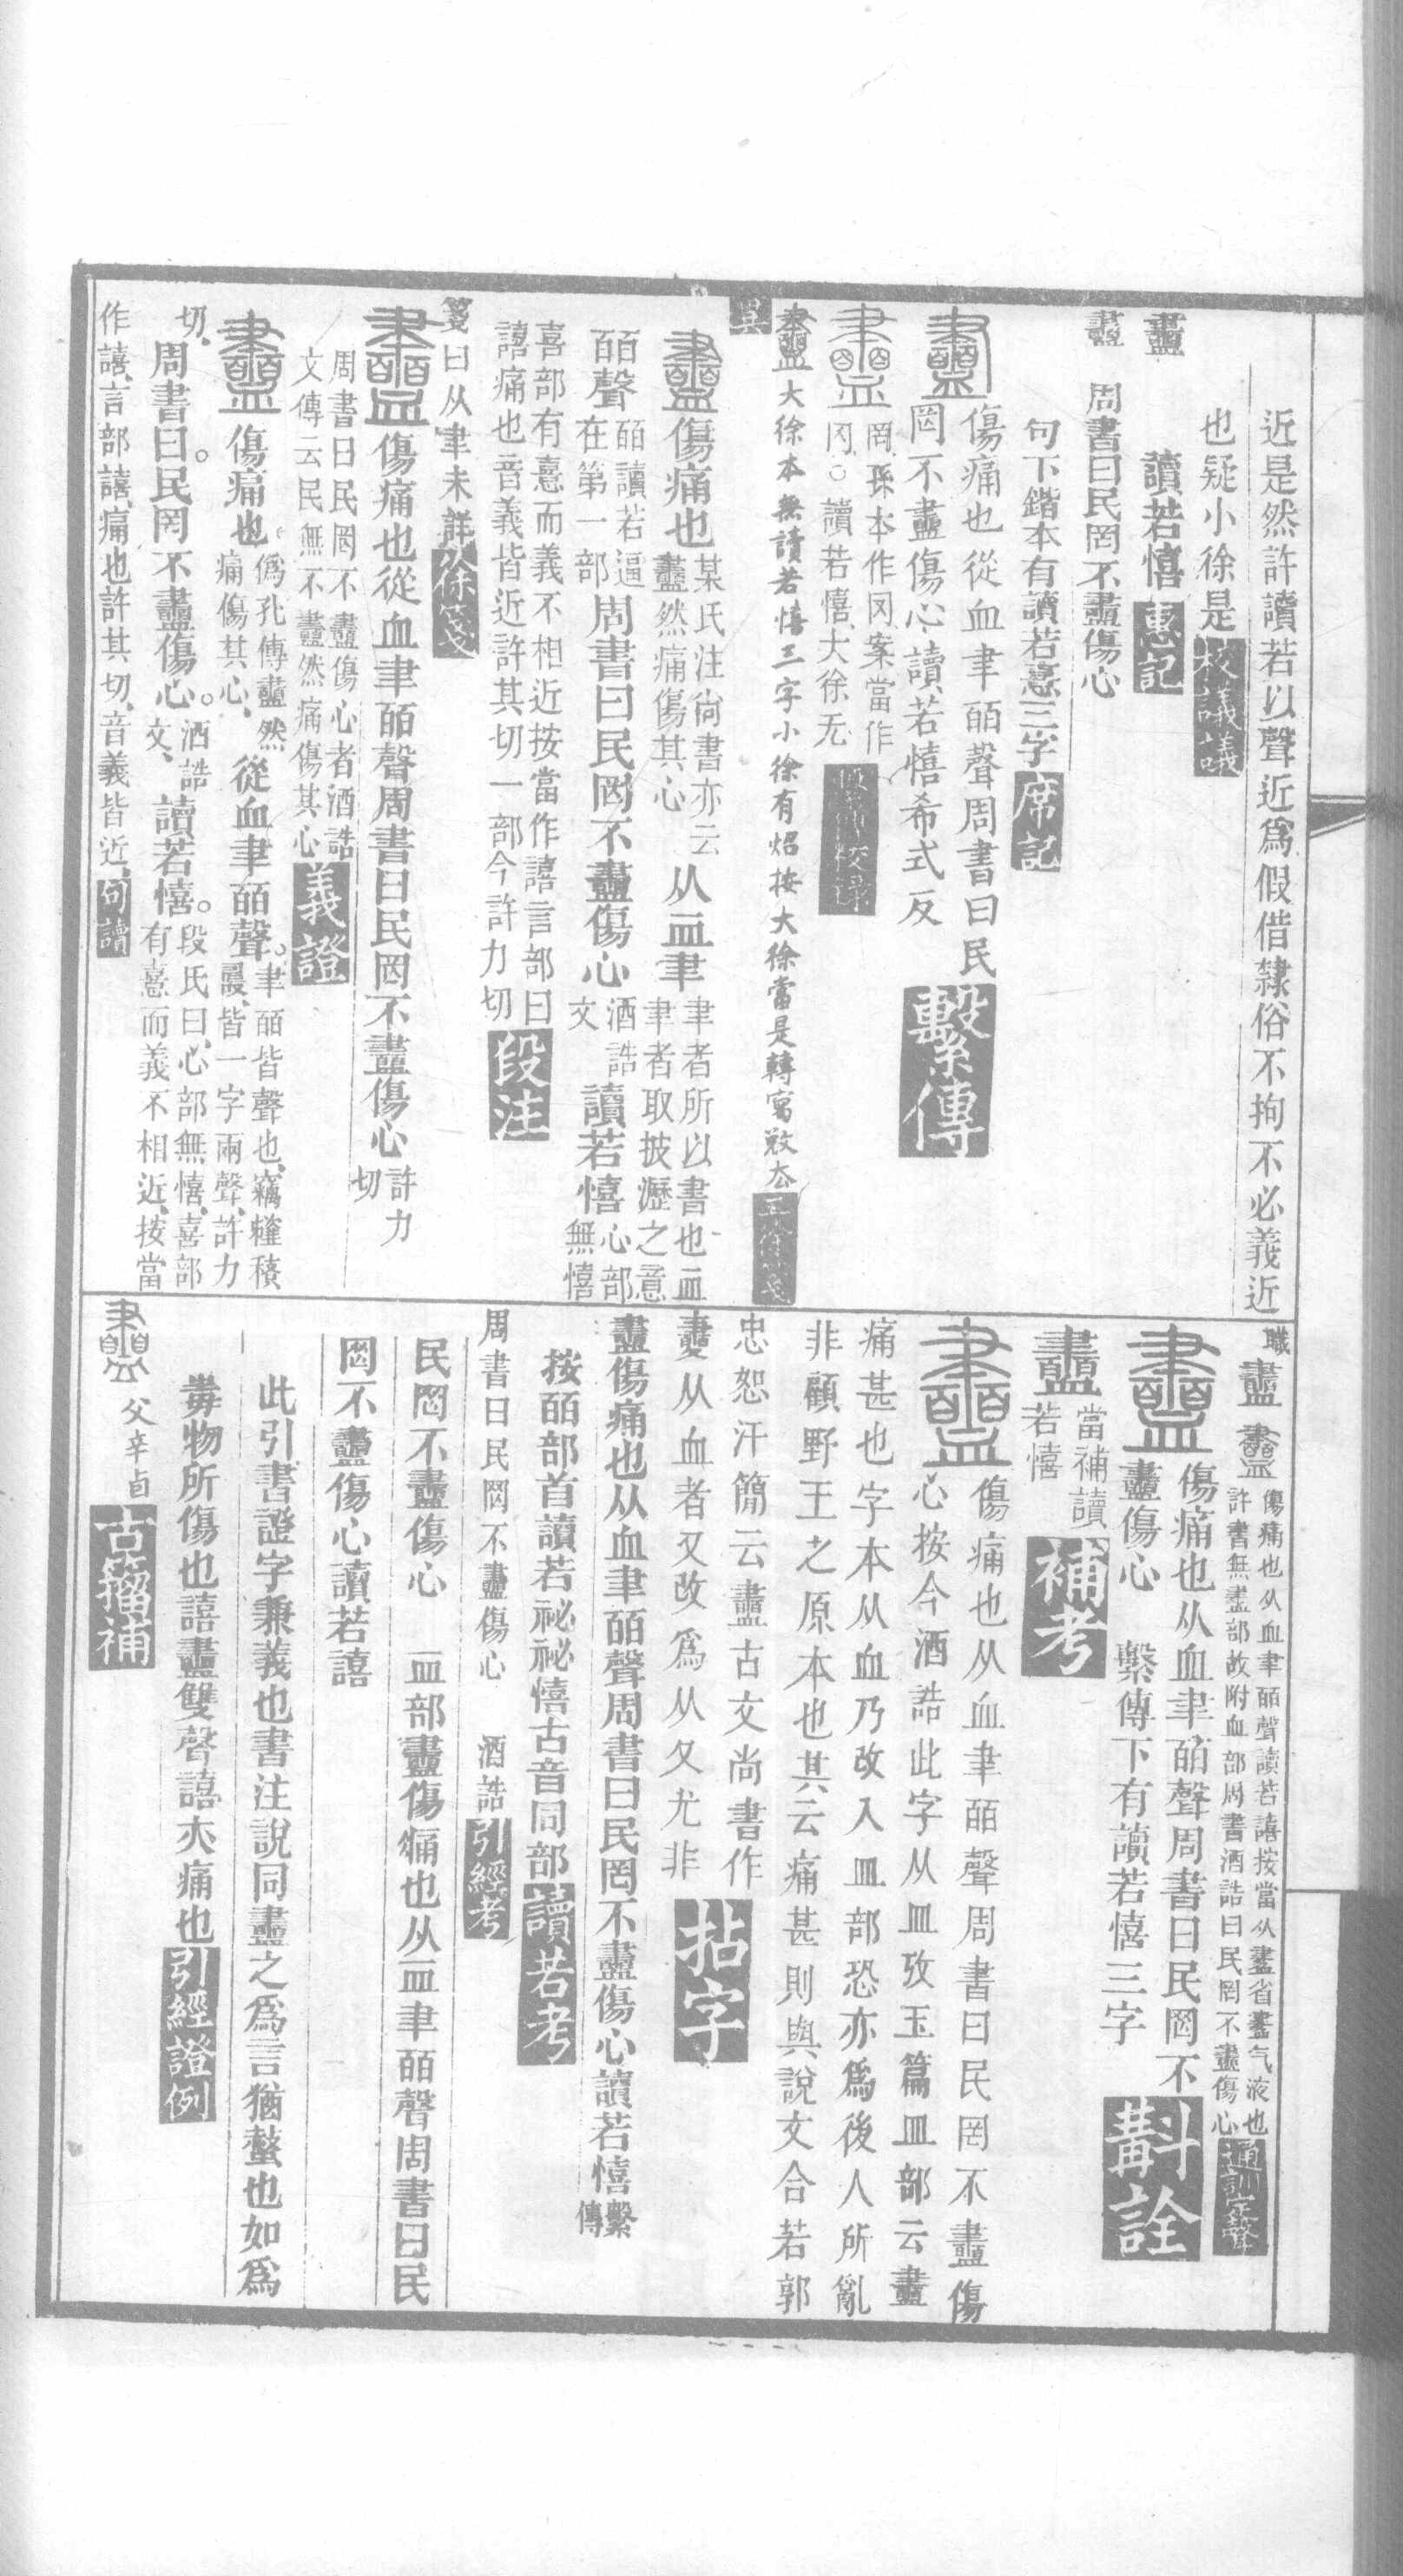 近是然許讀若以聲近爲假借隸俗不拘不必義近
也疑小徐是校議議
衋 讀若憘惠記
衋 周書曰民罔不衋傷心
句下鍇本有讀若憙三字席記
衋傷痛也從血聿皕聲周書曰民
罔不衋傷心讀若憘希式反繫傳
罔孫本作罔案當作
罔○讀若憘大徐无
衋大徐本無讀若憘三字小徐有炤按大徐當是轉寫敚厺
異
衋傷痛也某氏注尙書亦云
衋然痛傷其心从血聿聿者所以書也血
聿者取披瀝之意
皕聲皕讀若逼
在第一部周書曰民罔不衋傷心酒誥
文讀若憘心部
無憘
喜部有憙而義不相近按當作譆言部曰
譆痛也音義皆近許其切一部今許力切段注
箋曰从聿未詳徐箋
衋傷痛也從血聿皕聲周書曰民罔不衋傷心許力
切
周書曰民罔不衋傷心者酒誥
文傳云民無不衋然痛傷其心義證
衋傷痛也。僞孔傳衋然
痛傷其心、從血聿皕聲。聿皕皆聲也、竊韱積
皆一字兩聲、許力
切、周書曰。民罔不衋傷心。酒誥
文、讀若憘。段氏曰、心部無憘、喜部
有憙而義不相近、按當
作譆、言部譆、痛也許其切、音義皆近、句讀
職
衋傷痛也从血聿皕聲讀若譆按當从衋省衋气液也
許書無衋部故附血部周書酒誥曰民罔不衋傷心通訓定聲
衋傷痛也从血聿皕聲周書曰民罔不
衋傷心 繫傳下有讀若憘三字斠詮
衋當補讀
若憘補考
衋傷痛也从血聿皕聲周書曰民罔不衋傷
心按今酒誥此字从皿攷玉篇皿部云衋
痛甚也字本从血乃改入皿部恐亦爲後人所亂
非顧野王之原本也其云痛甚則與說文合若郭
忠恕汗簡云衋古文尚書作
从血者又改爲从又尤非拈字
衋傷痛也从血聿皕聲周書曰民罔不衋傷心讀若憘繫
傳
按皕部首讀若祕祕憘古音同部讀若考
周書曰民罔不衋傷心 酒誥引經考
民罔不衋傷心 血部衋傷痛也从血聿皕聲周書曰民
罔不衋傷心讀若譆
此引書證字兼義也書注說同衋之爲言猶螫也如爲
毒物所傷也譆衋雙聲譆亦痛也引經證例
父辛卣古籀補